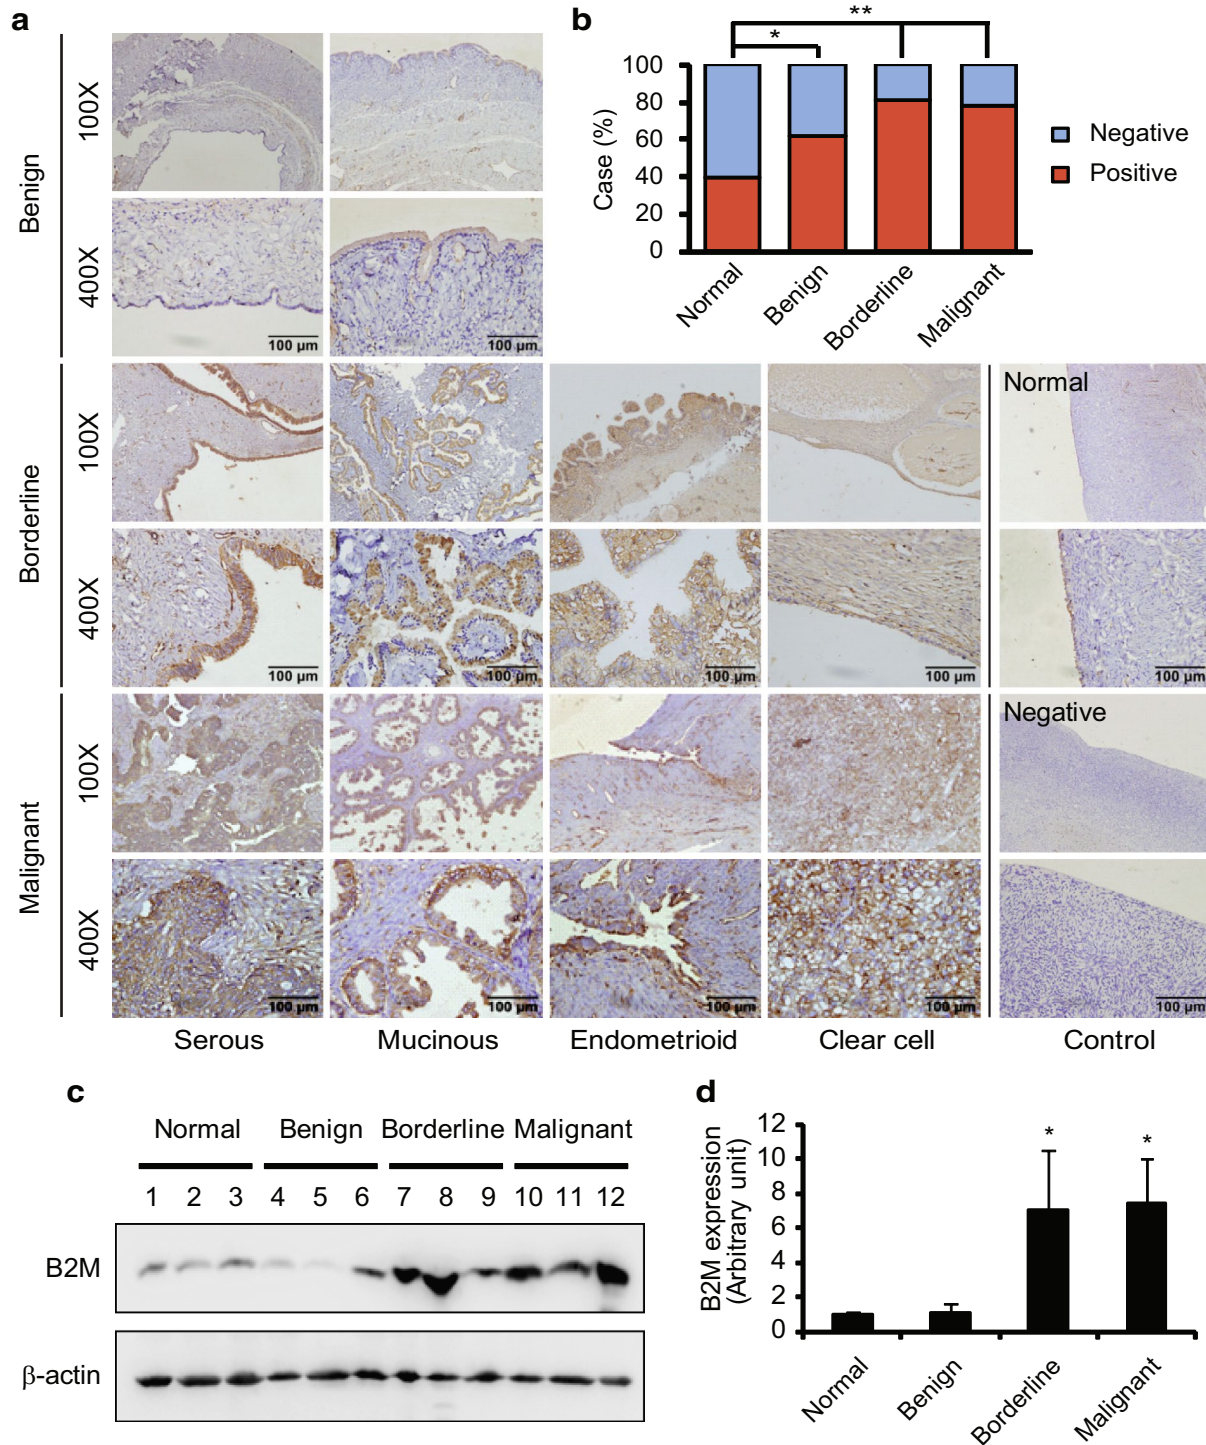 a
Benign
100X
400X
100 µm
100 µm
b
*
**
Case (%)
100
80
60
40
20
0
Normal
Benign
Borderline
Malignant
Negative
Positive
Borderline
100X
400X
Normal
100 µm
100 µm
100 µm
100 µm
100 µm
Malignant
100X
400X
Negative
100 µm
100 µm
100 µm
100 µm
100 µm
Serous
Mucinous
Endometrioid
Clear cell
Control
c
Normal Benign Borderline Malignant
1 2 3 4 5 6 7 8 9 10 11 12
B2M
β-actin
d
B2M expression
(Arbitrary unit)
12
10
8
6
4
2
0
*
*
Normal
Benign
Borderline
Malignant